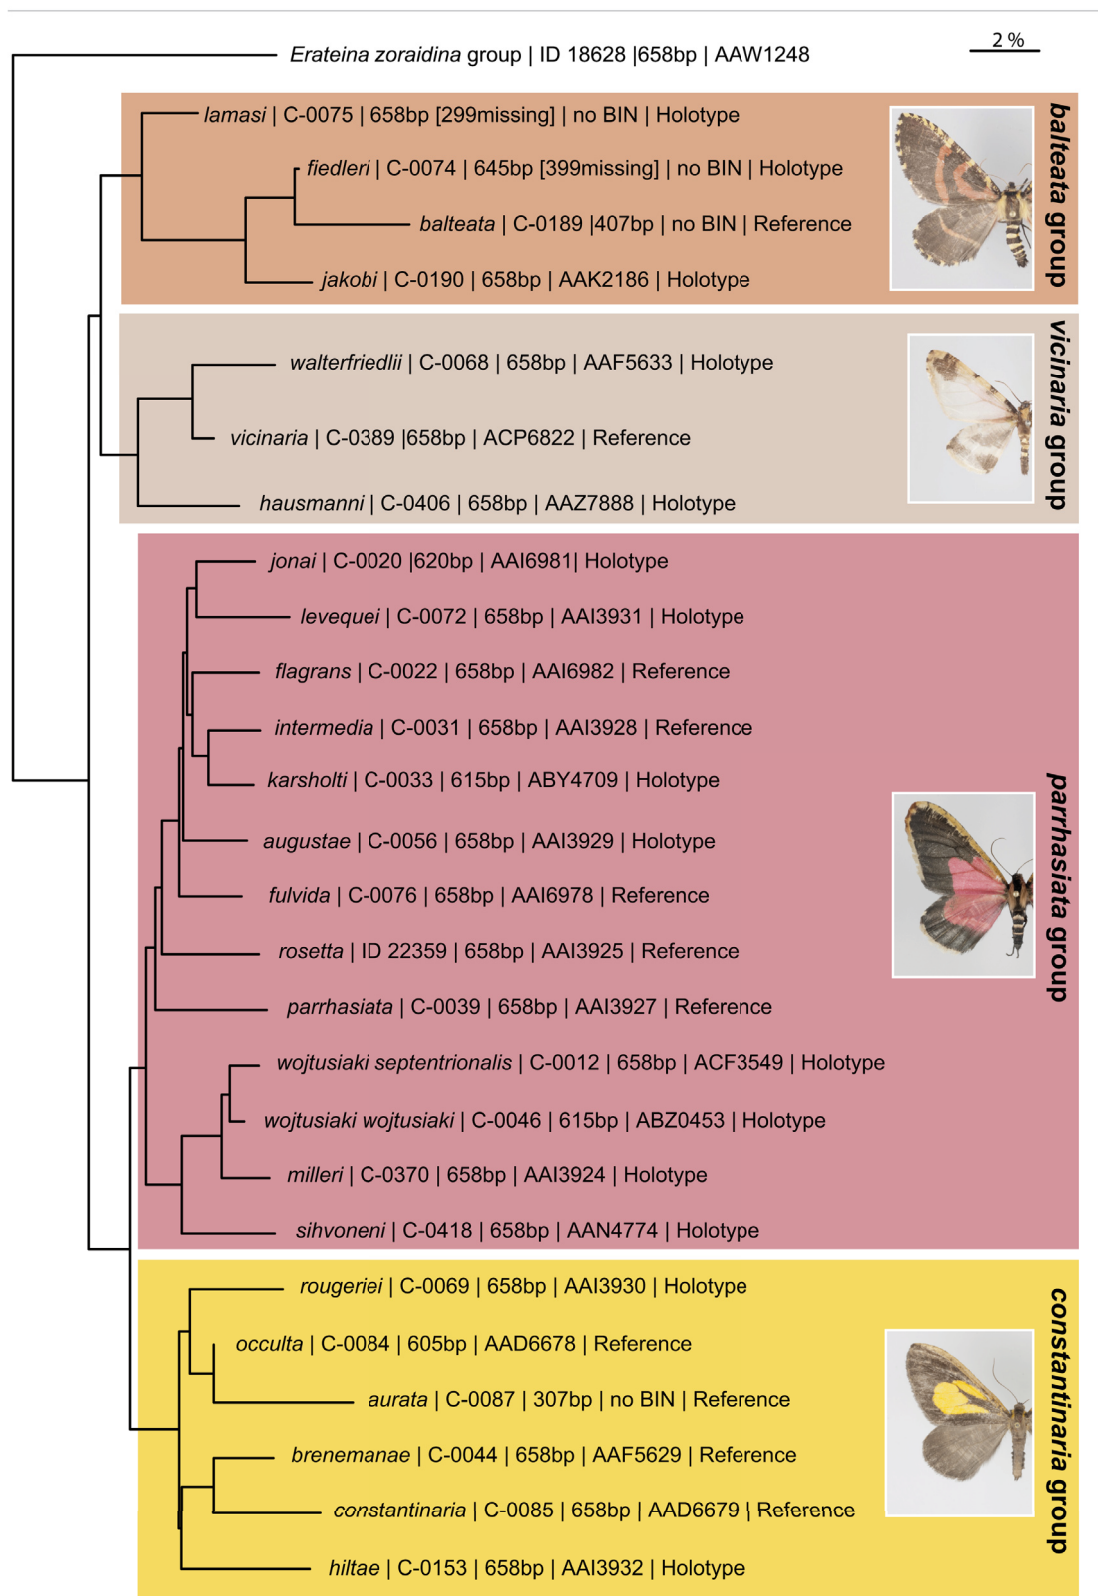 Erateina zoraidina group | ID 18628 |658bp | AAW1248
2 %
lamasi | C-0075 | 658bp [299missing] | no BIN | Holotype
fiedleri | C-0074 | 645bp [399missing] | no BIN | Holotype
balteata | C-0189 |407bp | no BIN | Reference
jakobi | C-0190 | 658bp | AAK2186 | Holotype
balteata group
walterfriedlii | C-0068 | 658bp | AAF5633 | Holotype
vicinaria | C-0389 |658bp | ACP6822 | Reference
hausmanni | C-0406 | 658bp | AAZ7888 | Holotype
vicinaria group
jonai | C-0020 |620bp | AAI6981| Holotype
levequei | C-0072 | 658bp | AAI3931 | Holotype
flagrans | C-0022 | 658bp | AAI6982 | Reference
intermedia | C-0031 | 658bp | AAI3928 | Reference
karsholti | C-0033 | 615bp | ABY4709 | Holotype
augustae | C-0056 | 658bp | AAI3929 | Holotype
fulvida | C-0076 | 658bp | AAI6978 | Reference
rosetta | ID 22359 | 658bp | AAI3925 | Reference
parrhasiata | C-0039 | 658bp | AAI3927 | Reference
wojtusiaki septentrionalis | C-0012 | 658bp | ACF3549 | Holotype
wojtusiaki wojtusiaki | C-0046 | 615bp | ABZ0453 | Holotype
milleri | C-0370 | 658bp | AAI3924 | Holotype
sihvoneni | C-0418 | 658bp | AAN4774 | Holotype
parrhasiata group
rougeriei | C-0069 | 658bp | AAI3930 | Holotype
occulta | C-0084 | 605bp | AAD6678 | Reference
aurata | C-0087 | 307bp | no BIN | Reference
brenemanae | C-0044 | 658bp | AAF5629 | Reference
constantinaria | C-0085 | 658bp | AAD6679 | Reference
hiltae | C-0153 | 658bp | AAI3932 | Holotype
constantinaria group